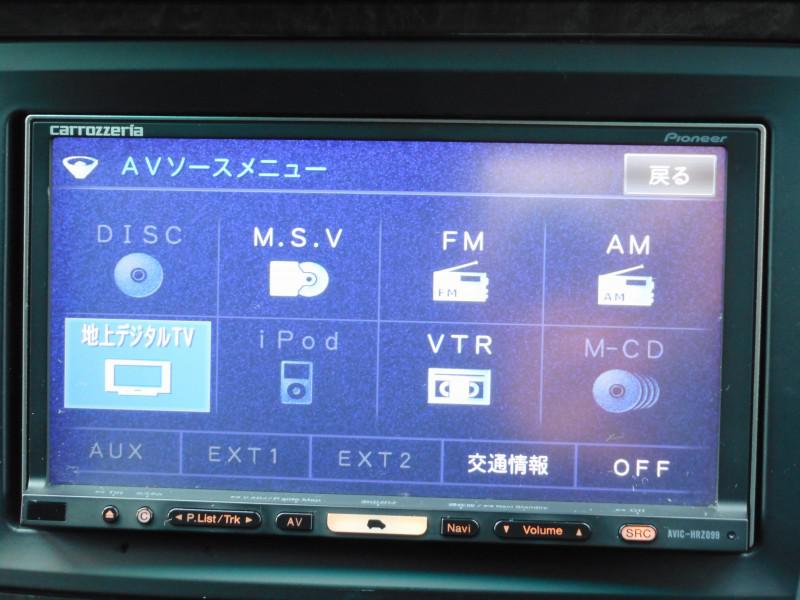 carrozzeria
Pioneer
AVソースメニュー
戻る
DISC
M.S.V
FM
AM
FM
AM
地上デジタルTV
iPod
VTR
M-CD
AUX
EXT1
EXT2
交通情報
OFF
C
P.List/Trk
AV
Navi
Volume
SRC
AVIC-HRZ099